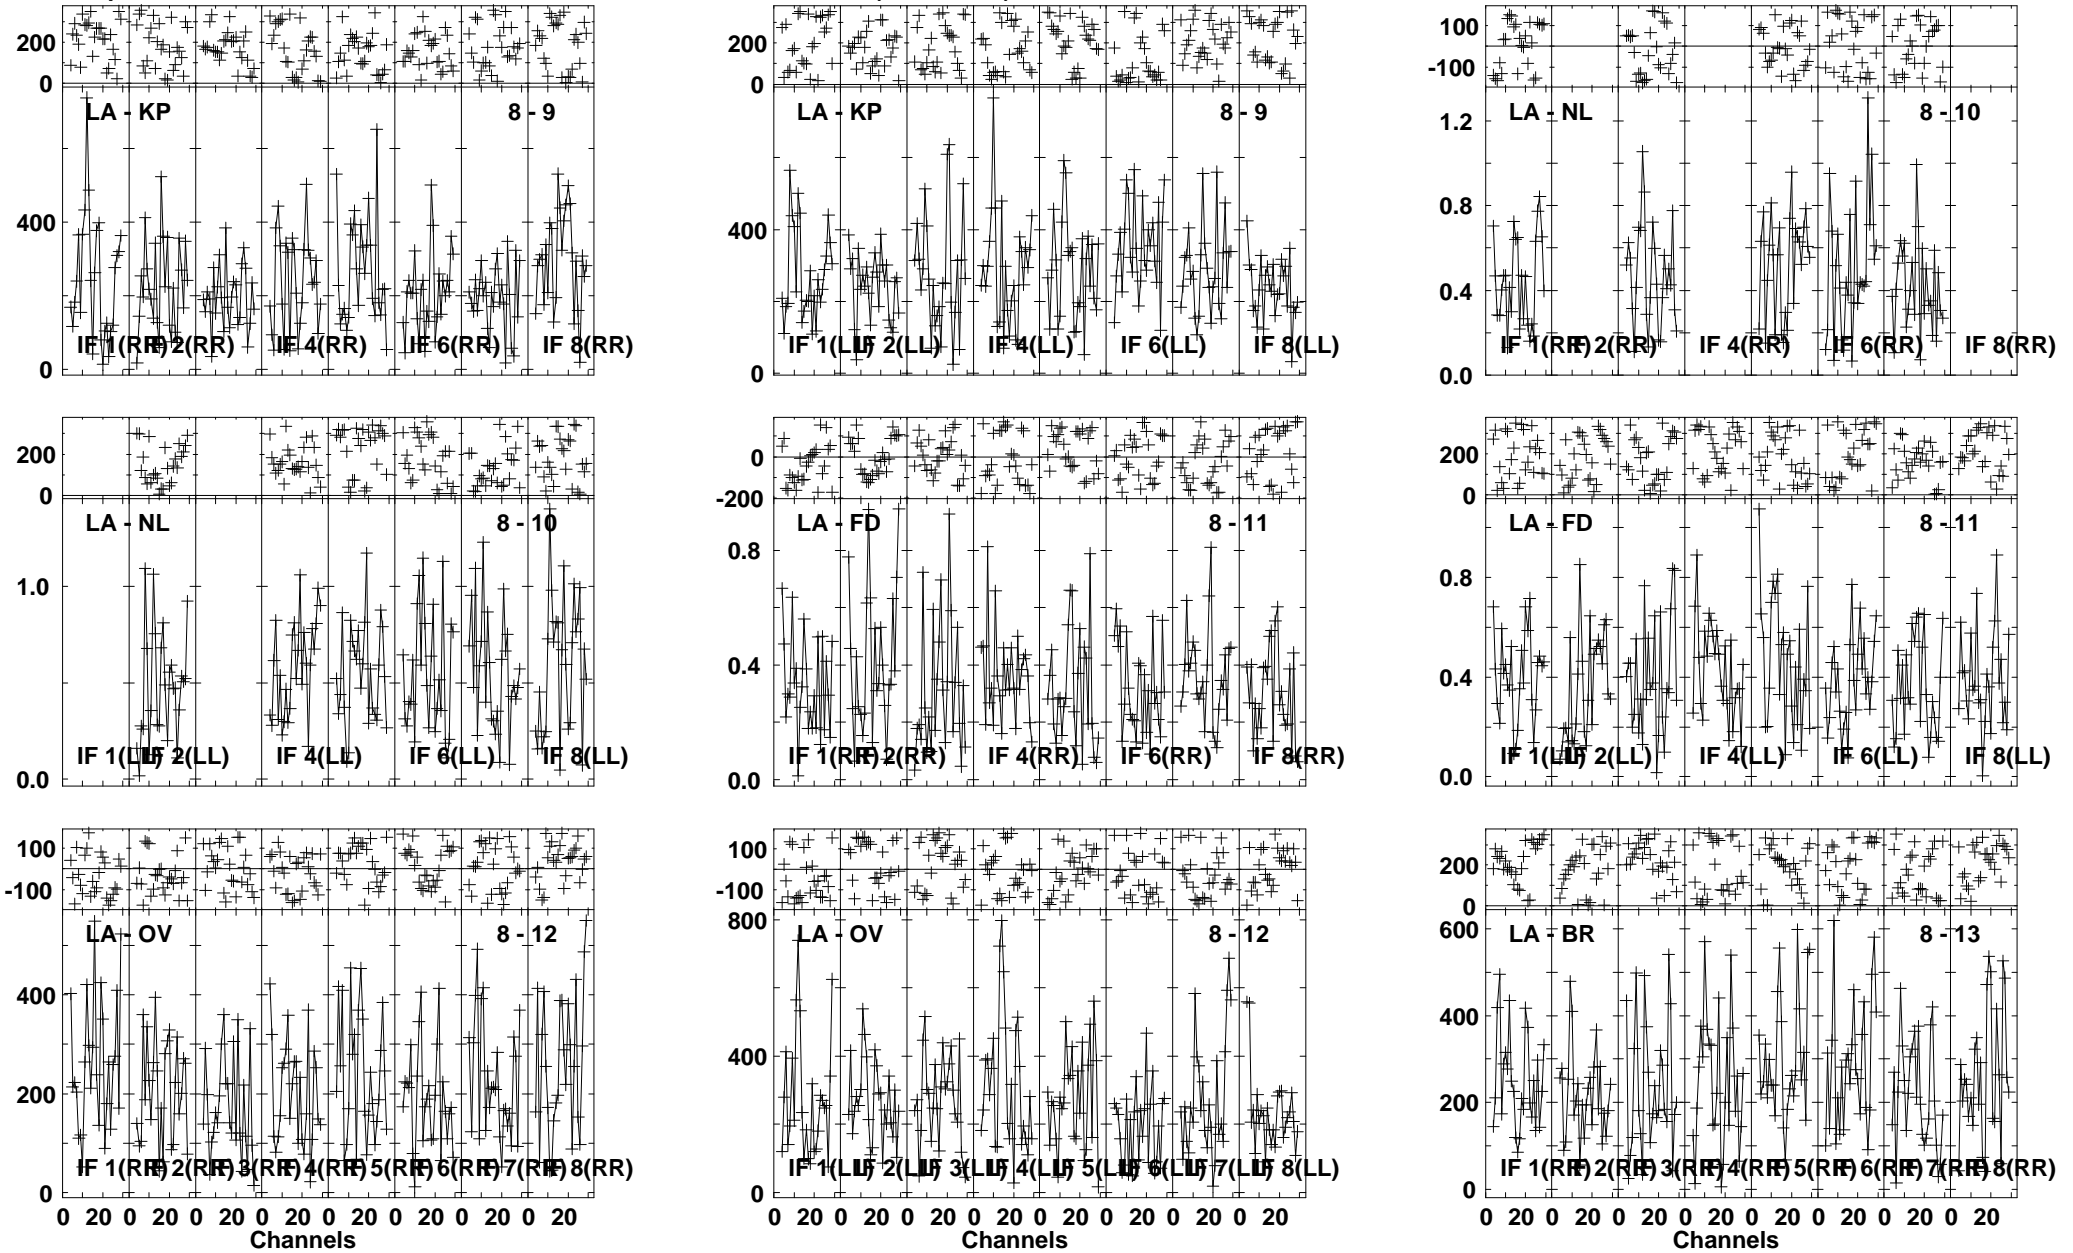 200
0
LA - KP 8 - 9
400
0
IF 1(RR) IF 2(RR) IF 4(RR) IF 6(RR) IF 8(RR)
200
0
LA - KP 8 - 9
400
0
IF 1(LL) IF 2(LL) IF 4(LL) IF 6(LL) IF 8(LL)
100
-100
LA - NL 8 - 10
1.2
0.8
0.4
0.0
IF 1(RR) IF 2(RR) IF 4(RR) IF 6(RR) IF 8(RR)
200
0
LA - NL 8 - 10
1.0
0.0
IF 1(LL) IF 2(LL) IF 4(LL) IF 6(LL) IF 8(LL)
0
-200
LA - FD 8 - 11
0.8
0.4
0.0
IF 1(RR) IF 2(RR) IF 4(RR) IF 6(RR) IF 8(RR)
200
0
LA - FD 8 - 11
0.8
0.4
0.0
IF 1(LL) IF 2(LL) IF 4(LL) IF 6(LL) IF 8(LL)
100
-100
LA - OV 8 - 12
400
200
0
IF 1(RR) IF 2(RR) IF 3(RR) IF 4(RR) IF 5(RR) IF 6(RR) IF 7(RR) IF 8(RR)
0 20 0 20 0 20 0 20 0 20 0 20 0 20 0 20
Channels
100
-100
800
LA - OV 8 - 12
400
0
IF 1(LL) IF 2(LL) IF 3(LL) IF 4(LL) IF 5(LL) IF 6(LL) IF 7(LL) IF 8(LL)
0 20 0 20 0 20 0 20 0 20 0 20 0 20 0 20
Channels
200
0
600
LA - BR 8 - 13
400
200
0
IF 1(RR) IF 2(RR) IF 3(RR) IF 4(RR) IF 5(RR) IF 6(RR) IF 7(RR) IF 8(RR)
0 20 0 20 0 20 0 20 0 20 0 20 0 20 0 20
Channels